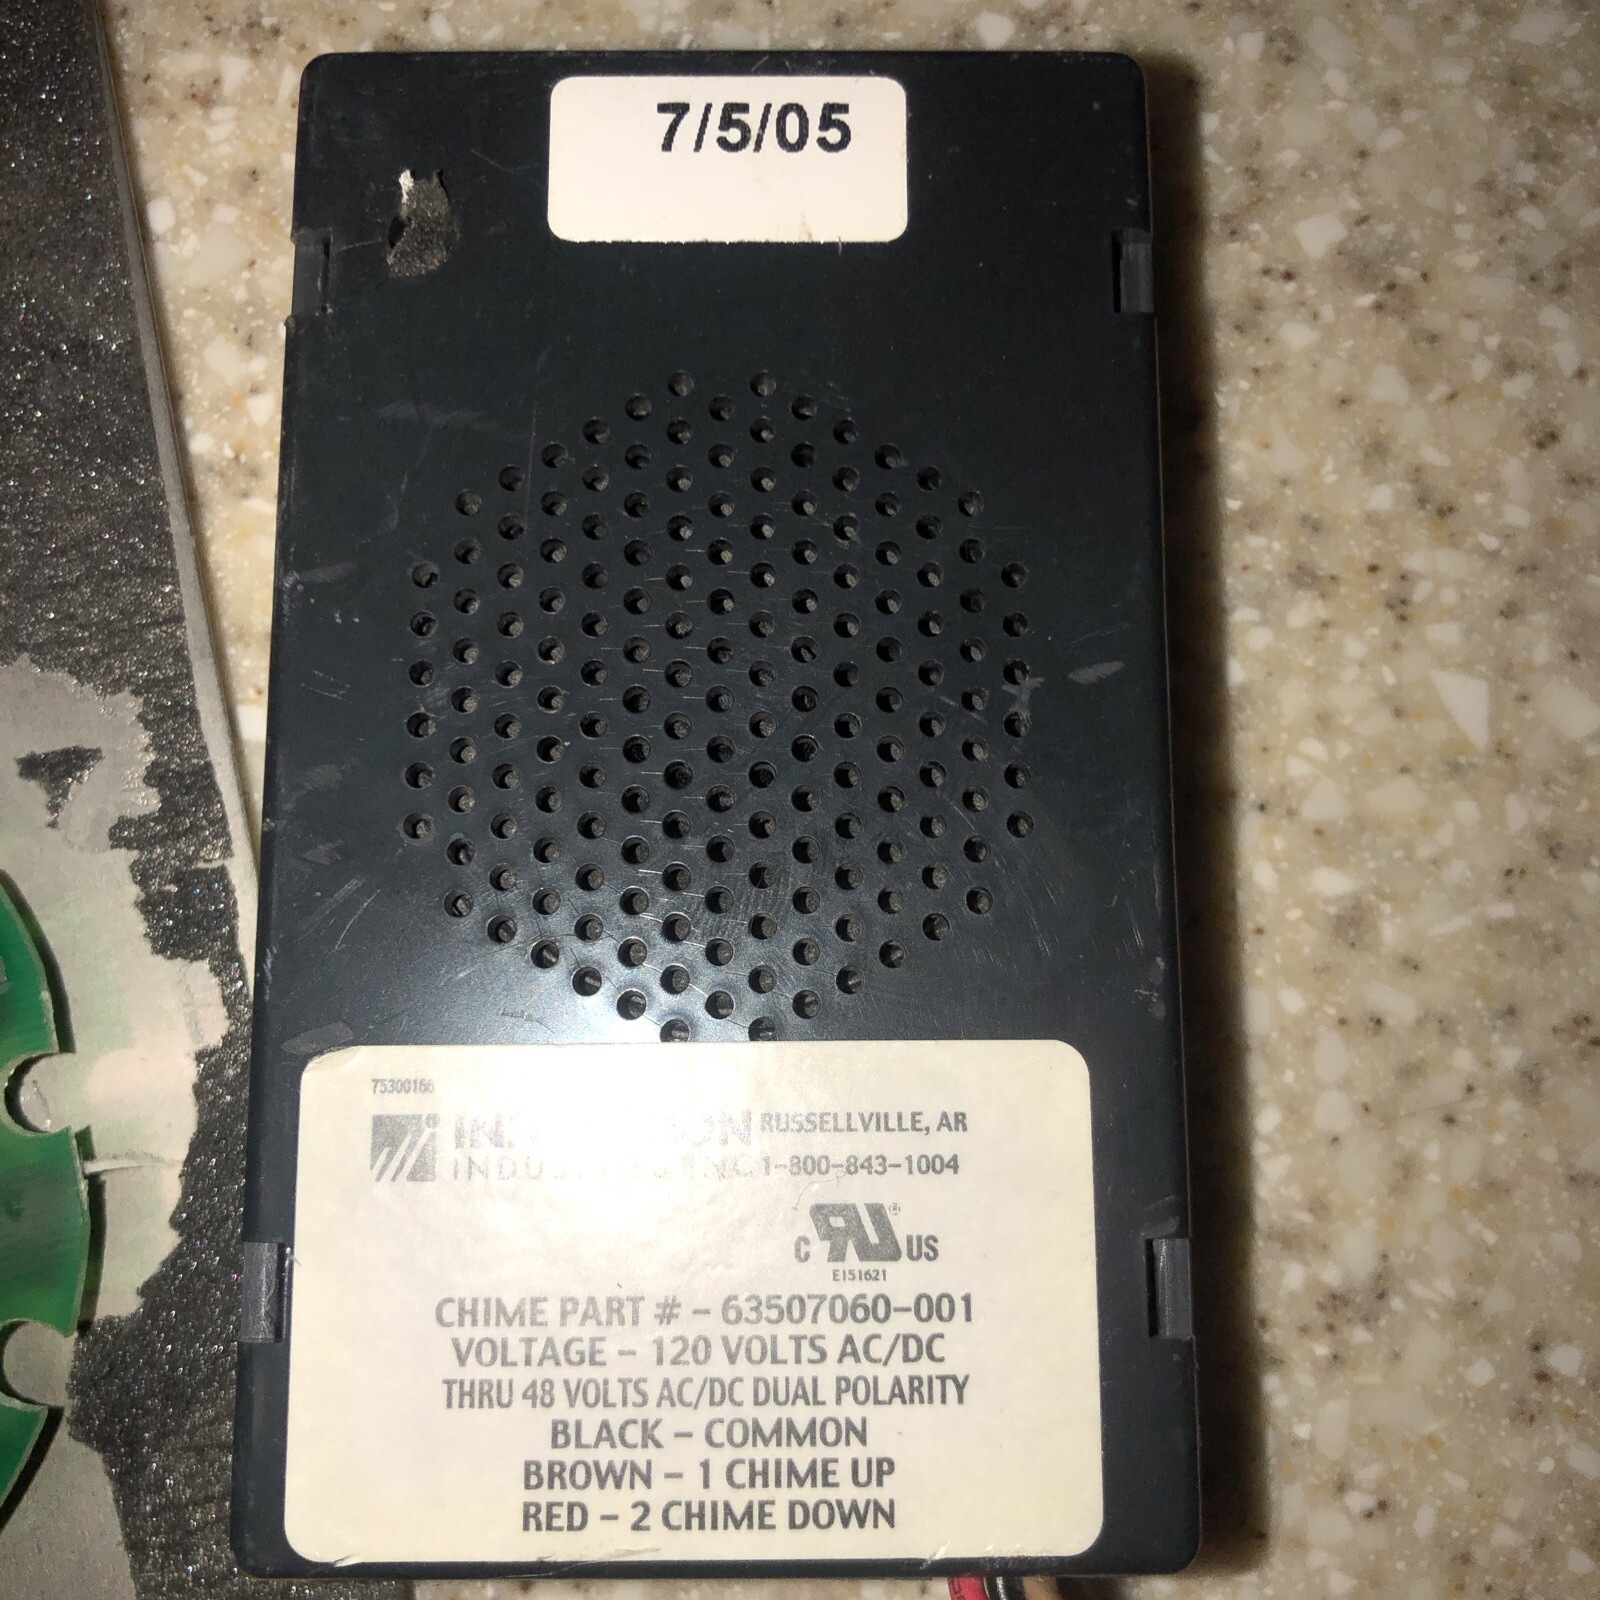 7/5/05
75300166
RUSSELLVILLE, AR
1-800-843-1004
C US
E151621
CHIME PART # - 63507060-001
VOLTAGE - 120 VOLTS AC/DC
THRU 48 VOLTS AC/DC DUAL POLARITY
BLACK - COMMON
BROWN - 1 CHIME UP
RED - 2 CHIME DOWN